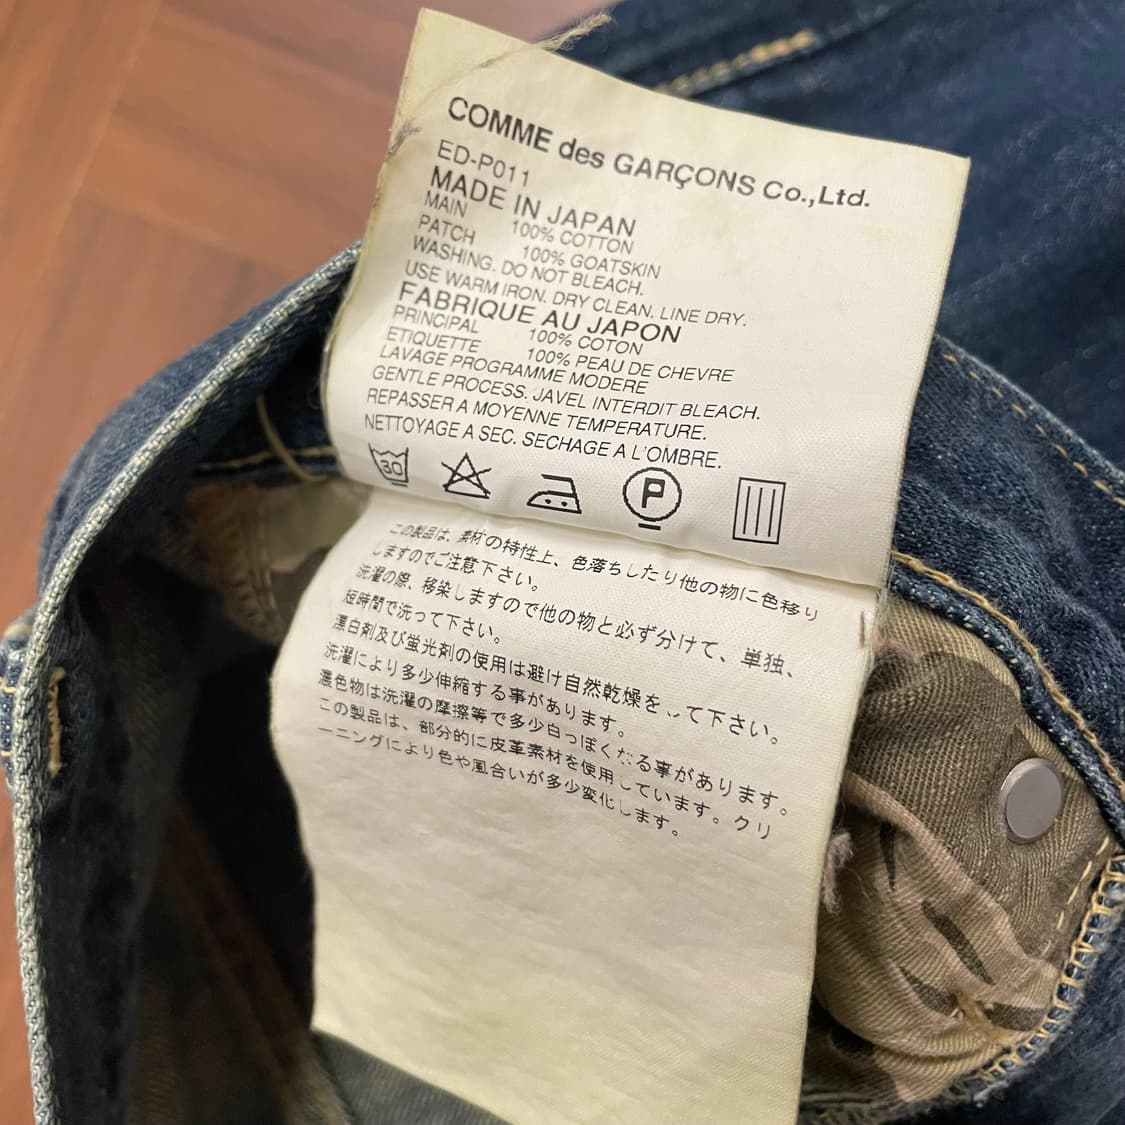 COMME des GARÇONS Co.,Ltd.
ED-P011
MADE IN JAPAN
MAIN 100% COTTON
PATCH 100% GOATSKIN
WASHING. DO NOT BLEACH.
USE WARM IRON. DRY CLEAN. LINE DRY.
FABRIQUE AU JAPON
PRINCIPAL 100% COTON
ETIQUETTE 100% PEAU DE CHEVRE
LAVAGE PROGRAMME MODERE
GENTLE PROCESS. JAVEL INTERDIT BLEACH.
REPASSER A MOYENNE TEMPERATURE.
NETTOYAGE A SEC. SECHAGE A L'OMBRE.
30 P
この製品は、素材の特性上、色落ちしたり他の物に色移り
しますのでご注意下さい。
洗濯の際、移染しますので他の物と必ず分けて、単独、
短時間で洗って下さい。
漂白剤及び蛍光剤の使用は避け自然乾燥をして下さい。
洗濯により多少伸縮する事があります。
濃色物は洗濯の摩擦等で多少白っぽくなる事があります。
この製品は、部分的に皮革素材を使用しています。クリ
ーニングにより色や風合いが多少変化します。